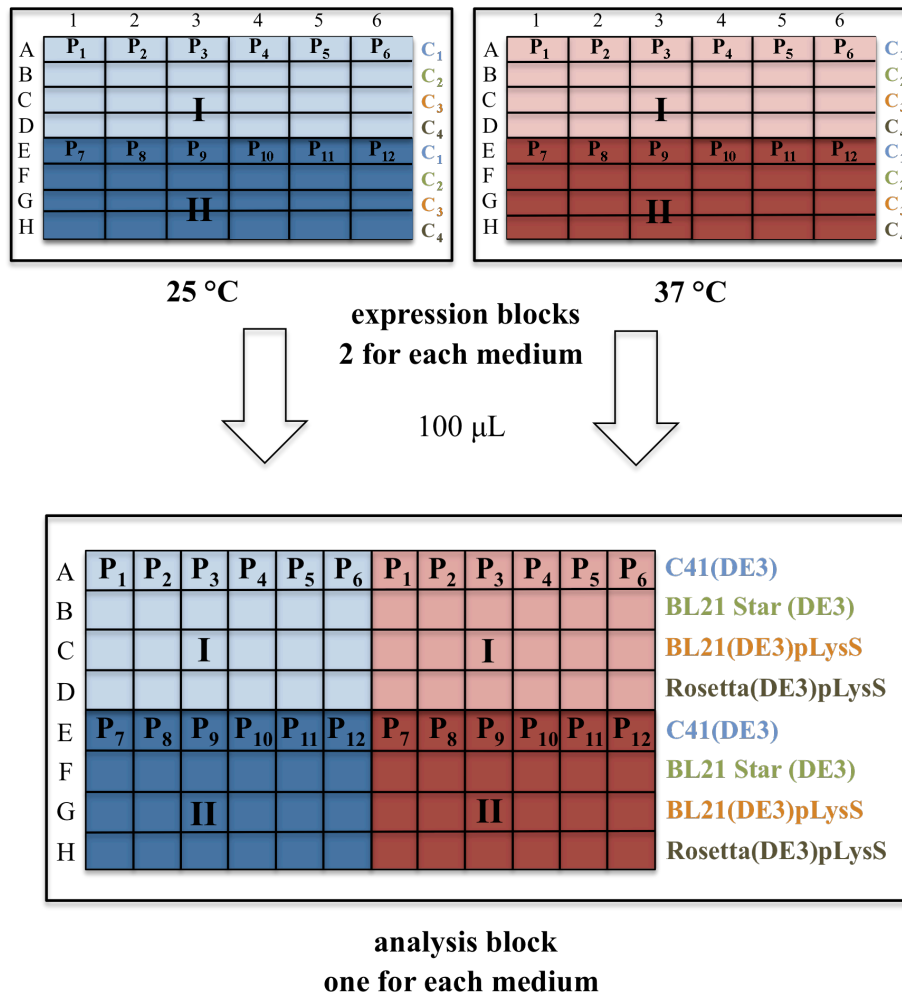 1 2 3 4 5 6 1 2 3 4 5 6
A P₁ P₂ P₃ P₄ P₅ P₆ C₁ A P₁ P₂ P₃ P₄ P₅ P₆ C
B C₂ B C
C I C₃ C I C
D C₄ D C
E P₇ P₈ P₉ P₁₀ P₁₁ P₁₂ C₁ E P₇ P₈ P₉ P₁₀ P₁₁ P₁₂ C
F C₂ F C
G II C₃ G II C
H C₄ H C
25 °C 37 °C
expression blocks
2 for each medium
100 μL
A P₁ P₂ P₃ P₄ P₅ P₆ P₁ P₂ P₃ P₄ P₅ P₆ C41(DE3)
B BL21 Star (DE3)
C I I BL21(DE3)pLysS
D Rosetta(DE3)pLysS
E P₇ P₈ P₉ P₁₀ P₁₁ P₁₂ P₇ P₈ P₉ P₁₀ P₁₁ P₁₂ C41(DE3)
F BL21 Star (DE3)
G II II BL21(DE3)pLysS
H Rosetta(DE3)pLysS
analysis block
one for each medium